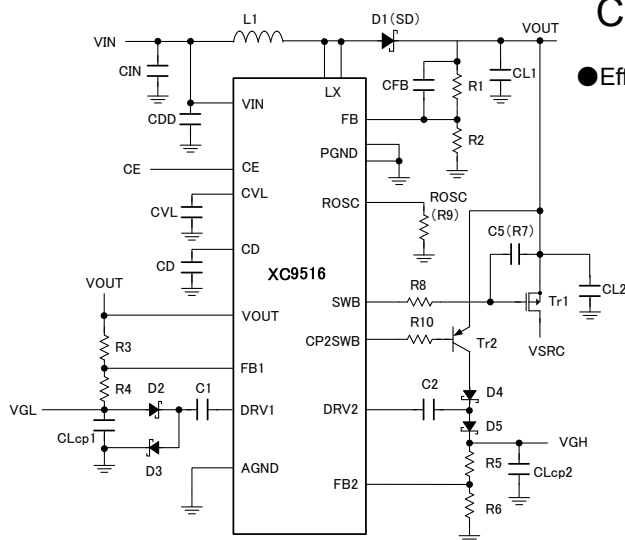 C
●Eff
L1
D1(SD)
VIN
VOUT
CIN
CDD
VIN
LX
CFB
R1
CL1
FB
R2
PGND
CE
CE
CVL
CVL
ROSC
ROSC
(R9)
CD
CD
C5(R7)
XC9516
VOUT
R8
SWB
Tr1
CL2
VOUT
R10
CP2SWB
Tr2
VSRC
R3
FB1
R4
D2
C1
C2
D4
VGL
DRV1
DRV2
D5
CLcp1
D3
VGH
AGND
R5
CLcp2
FB2
R6